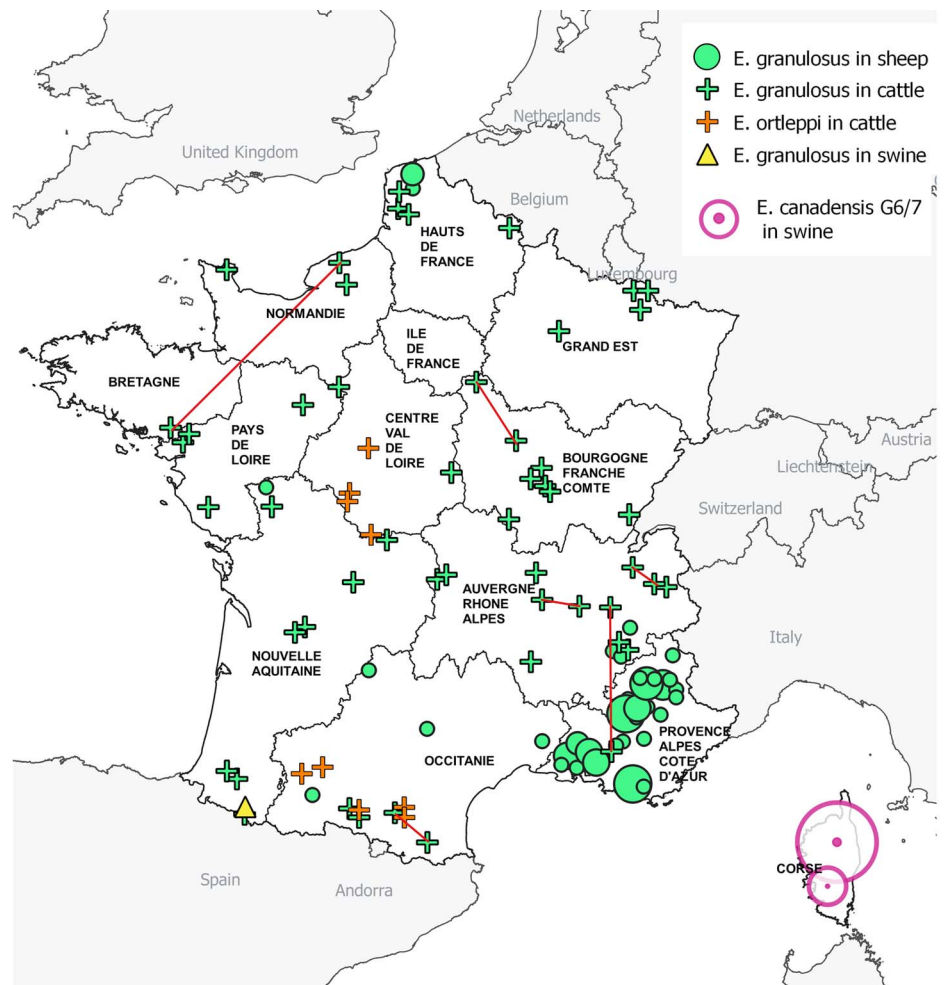 E. granulosus in sheep
E. granulosus in cattle
E. ortleppi in cattle
E. granulosus in swine
E. canadensis G6/7
in swine
Netherlands
United Kingdom
Belgium
HAUTS
DE
FRANCE
Luxembourg
NORMANDIE
ILE
DE
FRANCE
GRAND EST
BRETAGNE
PAYS
DE
LOIRE
CENTRE
VAL
DE
LOIRE
BOURGOGNE
FRANCHE
COMTE
Austria
Liechtenstein
Switzerland
AUVERGNE
RHONE
ALPES
Italy
NOUVELLE
AQUITAINE
OCCITANIE
PROVENCE
ALPES
COTE
D'AZUR
CORSE
Spain
Andorra